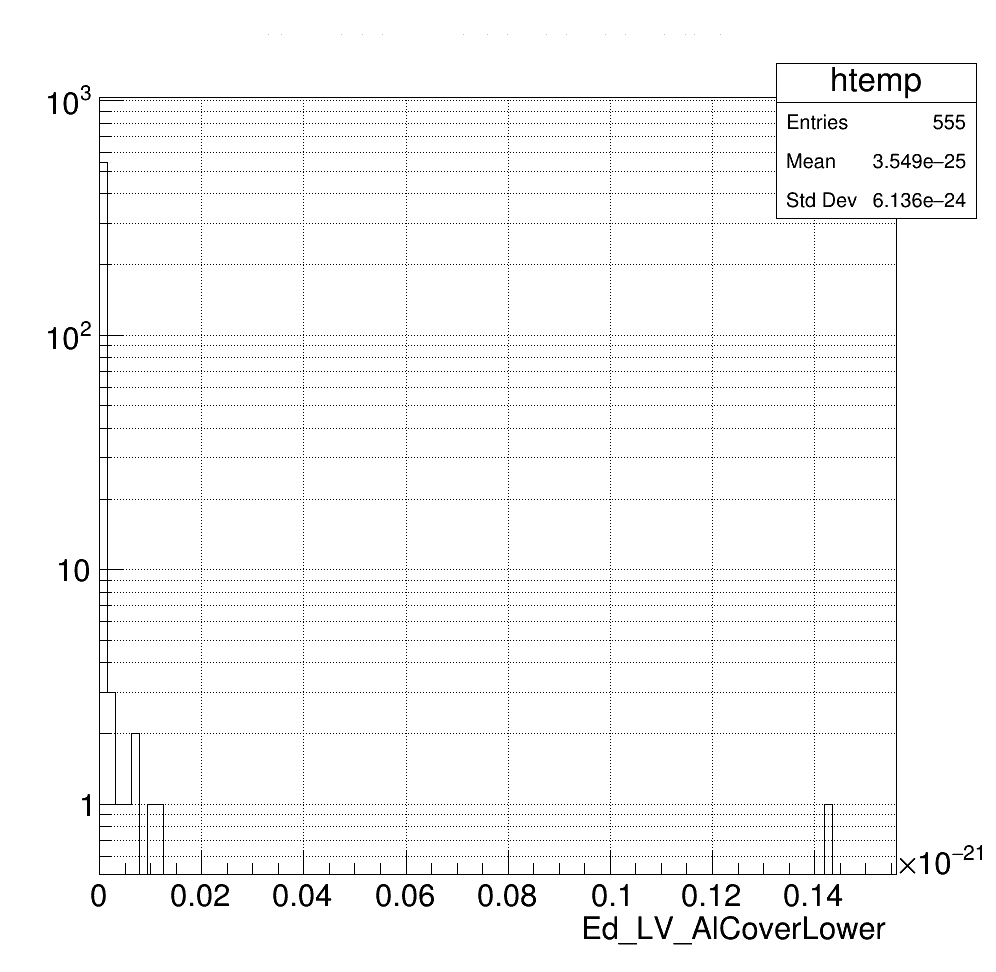 htemp
Entries 555
Mean 3.549e−25
Std Dev 6.136e−24
10³
10²
10
1
0 0.02 0.04 0.06 0.08 0.1 0.12 0.14
×10⁻²¹
Ed_LV_AlCoverLower